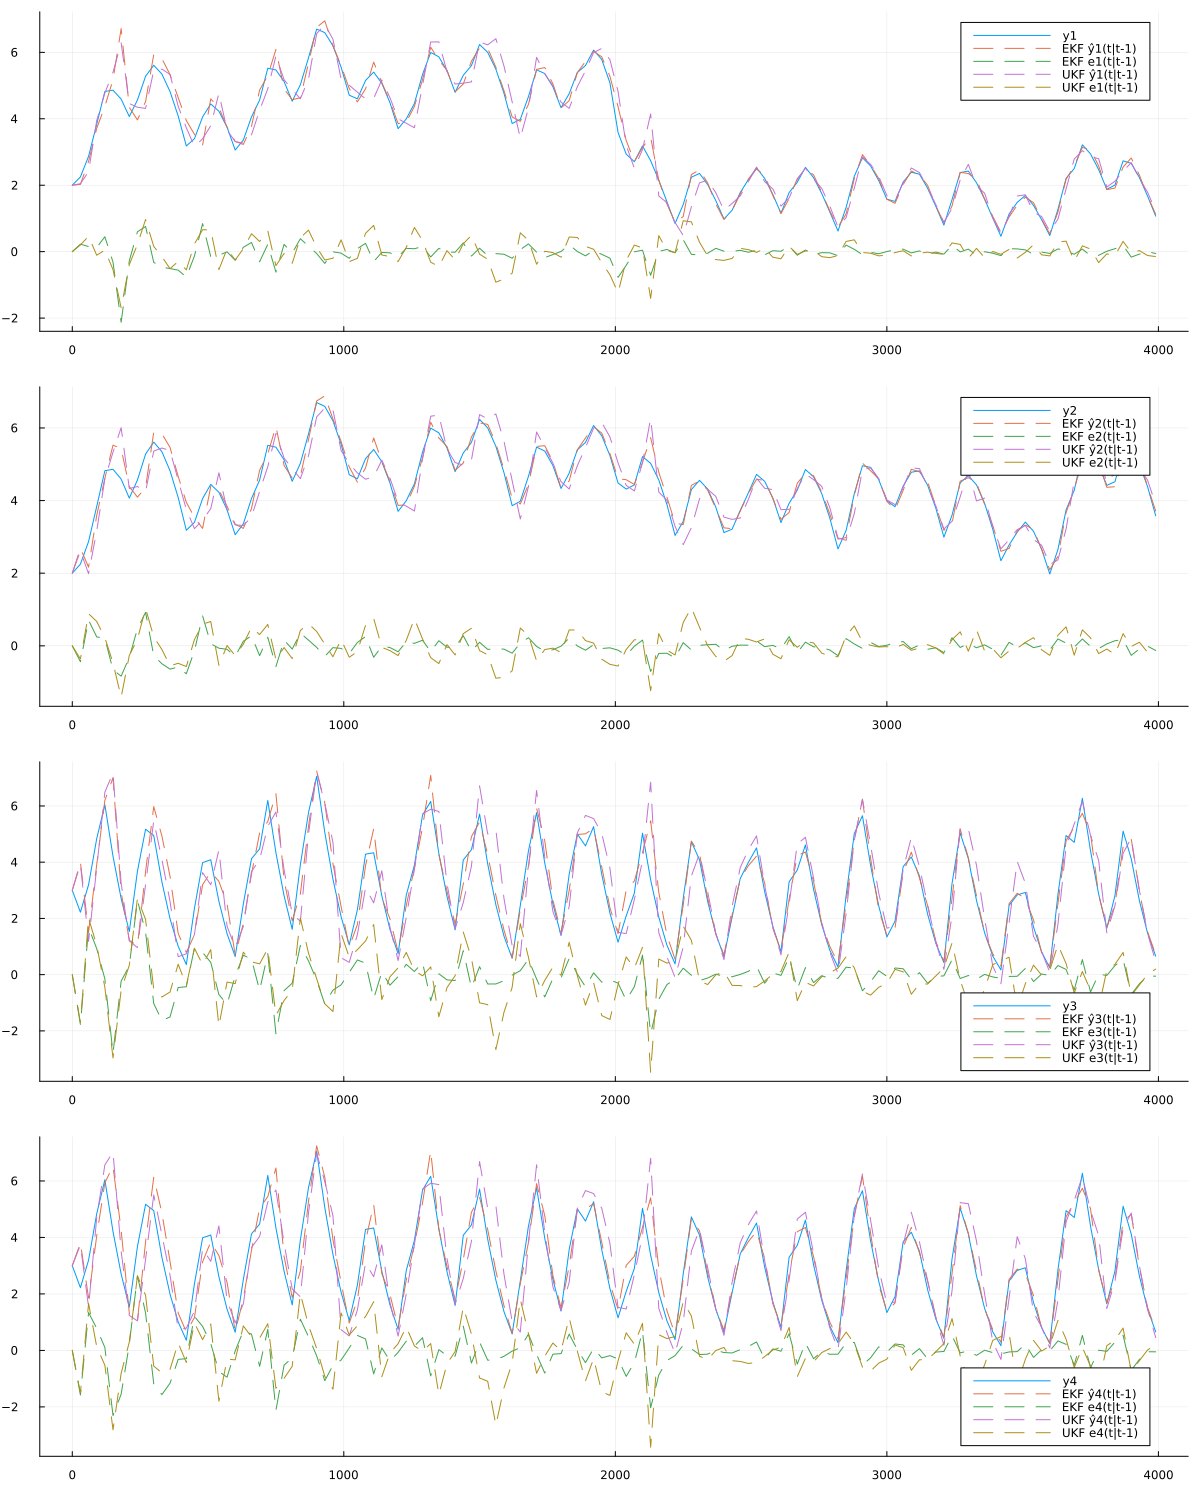 6
4
2
0
−2
0 1000 2000 3000 4000
y1
EKF ŷ1(t|t-1)
EKF e1(t|t-1)
UKF ŷ1(t|t-1)
UKF e1(t|t-1)
6
4
2
0
0 1000 2000 3000 4000
y2
EKF ŷ2(t|t-1)
EKF e2(t|t-1)
UKF ŷ2(t|t-1)
UKF e2(t|t-1)
6
4
2
0
−2
0 1000 2000 3000 4000
y3
EKF ŷ3(t|t-1)
EKF e3(t|t-1)
UKF ŷ3(t|t-1)
UKF e3(t|t-1)
6
4
2
0
−2
0 1000 2000 3000 4000
y4
EKF ŷ4(t|t-1)
EKF e4(t|t-1)
UKF ŷ4(t|t-1)
UKF e4(t|t-1)